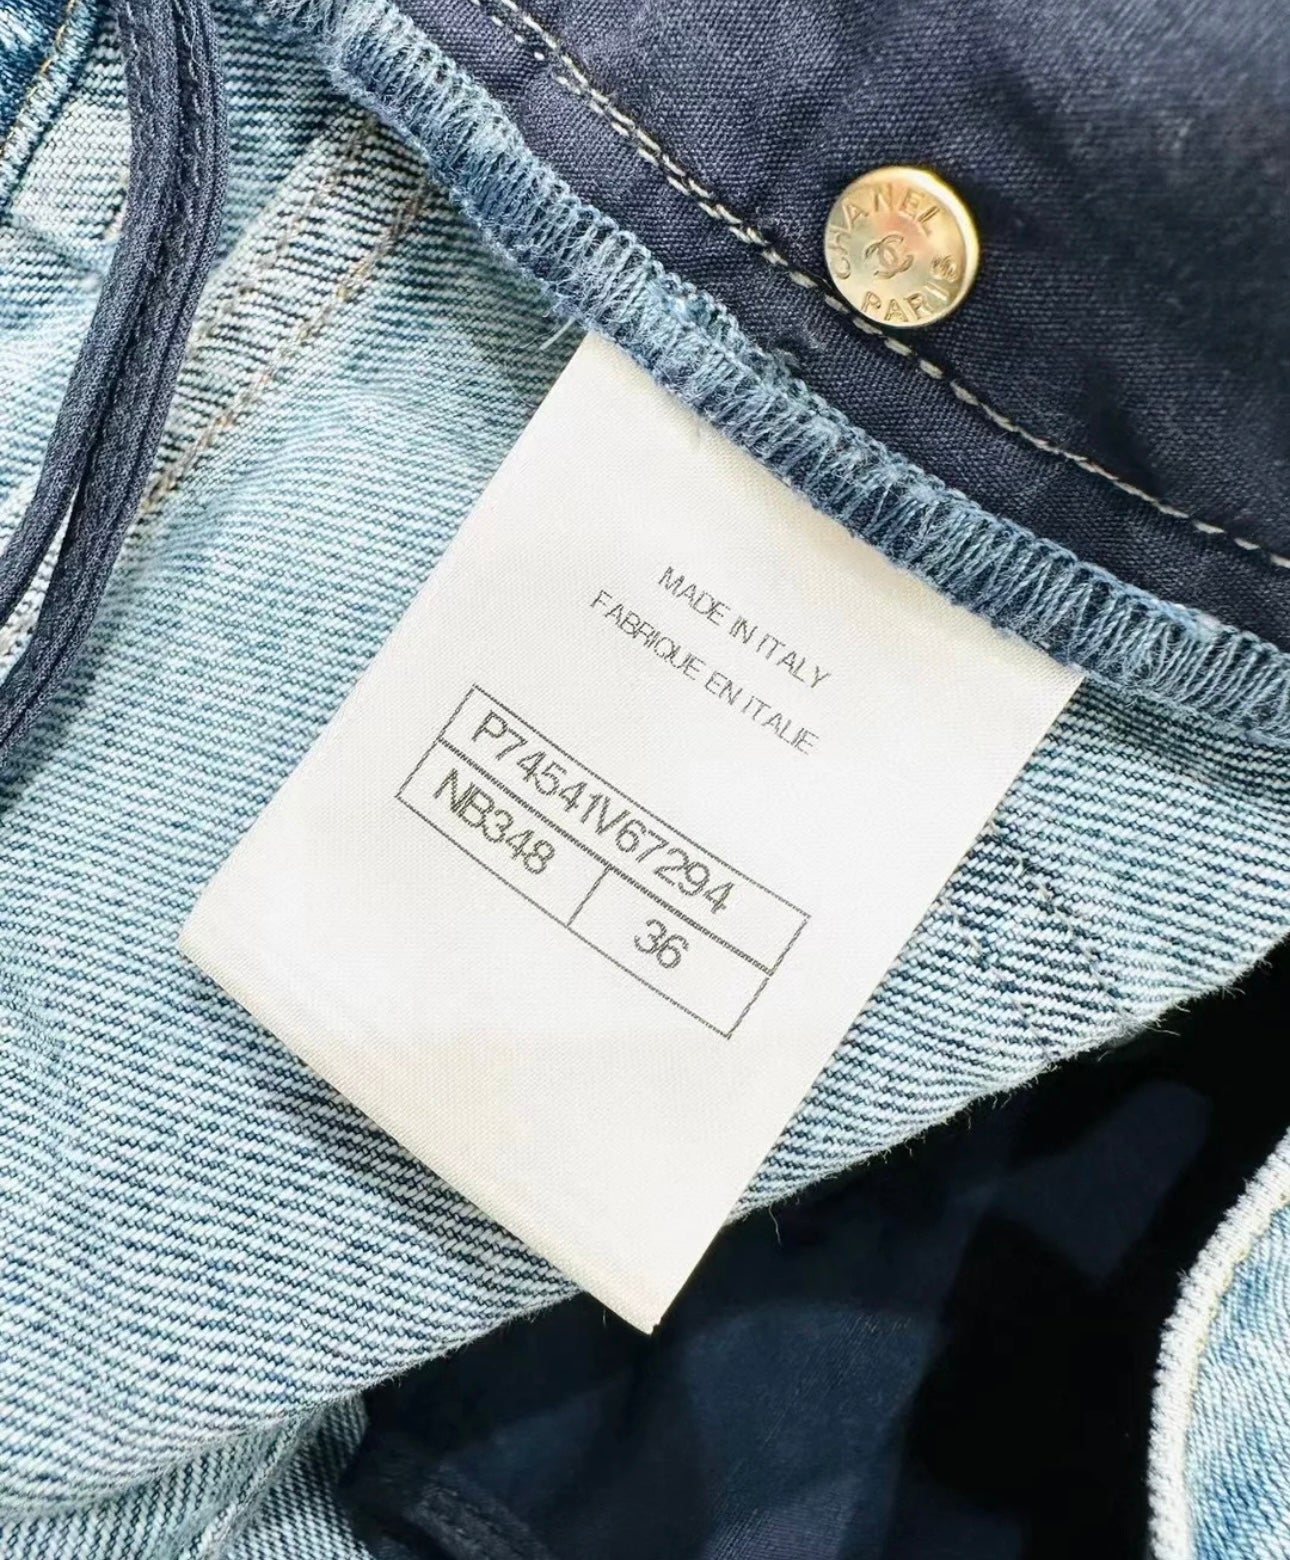 CHANEL
PARIS
MADE IN ITALY
FABRIQUE EN ITALIE
P74541V67294
NB348 36